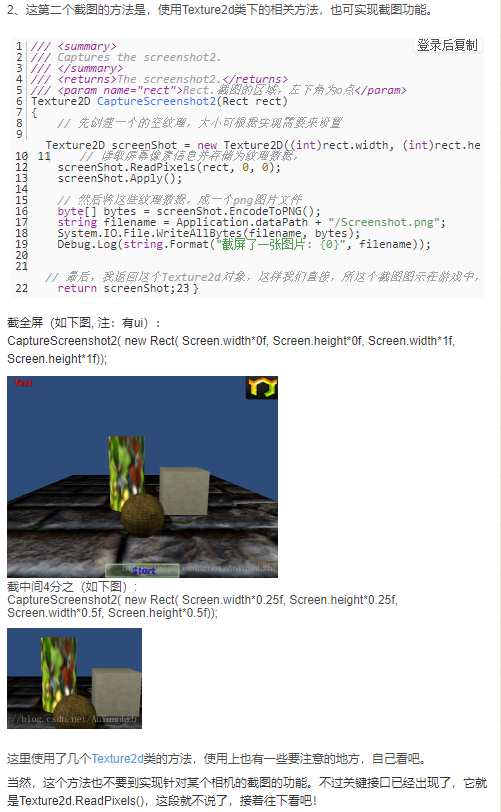 2、这第二个截图的方法是，使用Texture2d类下的相关方法，也可实现截图功能。
登录后复制
1 /// <summary>
2 /// Captures the screenshot2.
3 /// </summary>
4 /// <returns>The screenshot2.</returns>
5 /// <param name="rect">Rect.截图的区域，左下角为o点</param>
6 Texture2D CaptureScreenshot2(Rect rect)
7 {
8 // 先创建一个的空纹理，大小可根据实现需要来设置
9
Texture2D screenShot = new Texture2D((int)rect.width, (int)rect.he
10 11 // 读取屏幕像素信息并存储为纹理数据，
12 screenShot.ReadPixels(rect, 0, 0);
13 screenShot.Apply();
14
15 // 然后将这些纹理数据，成一个png图片文件
16 byte[] bytes = screenShot.EncodeToPNG();
17 string filename = Application.dataPath + "/Screenshot.png";
18 System.IO.File.WriteAllBytes(filename, bytes);
19 Debug.Log(string.Format("截屏了一张图片: {0}", filename));
20
21
// 最后，我返回这个Texture2d对象，这样我们直接，所这个截图图示在游戏中，
22 return screenShot;23 }
截全屏（如下图, 注：有ui）：
CaptureScreenshot2( new Rect( Screen.width*0f, Screen.height*0f, Screen.width*1f,
Screen.height*1f));
Test
Start
截中间4分之（如下图）：
CaptureScreenshot2( new Rect( Screen.width*0.25f, Screen.height*0.25f,
Screen.width*0.5f, Screen.height*0.5f));
://blog.csdn.net/AnYuanLzh
这里使用了几个Texture2d类的方法，使用上也有一些要注意的地方，自己看吧。
当然，这个方法也不要到实现针对某个相机的截图的功能。不过关键接口已经出现了，它就
是Texture2d.ReadPixels()，这段就不说了，接着往下看吧！